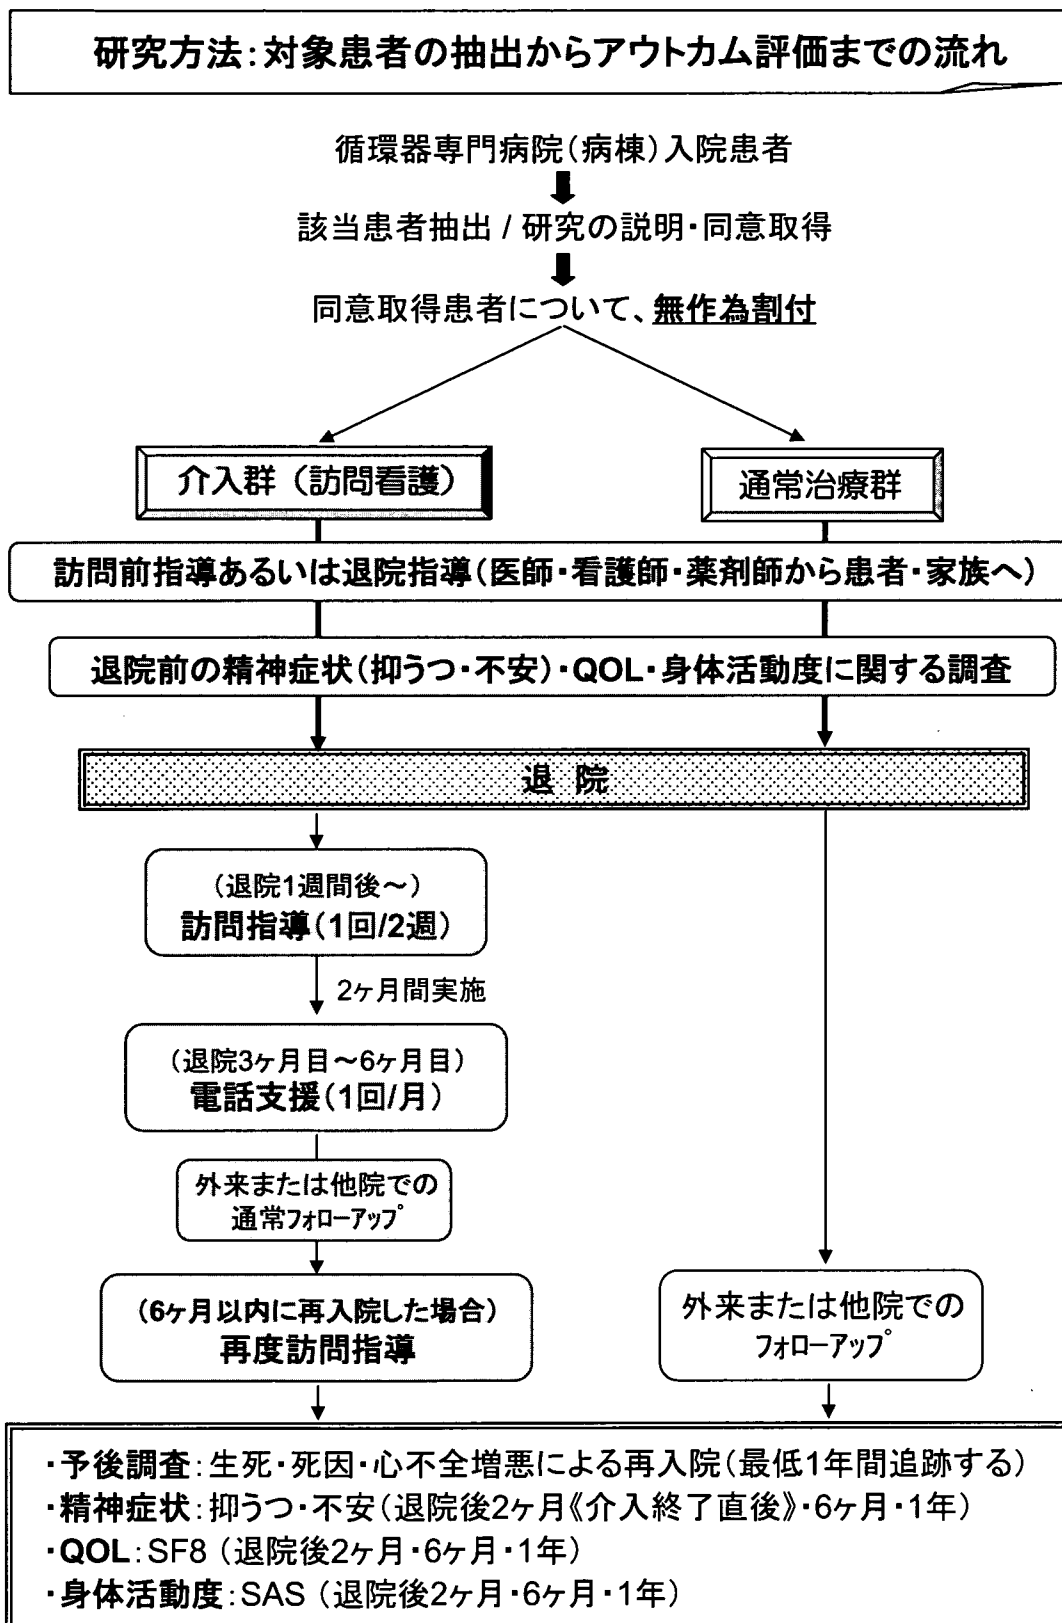 研究方法：対象患者の抽出からアウトカム評価までの流れ
循環器専門病院（病棟）入院患者
該当患者抽出 / 研究の説明・同意取得
同意取得患者について、無作為割付
介入群（訪問看護）
通常治療群
訪問前指導あるいは退院指導（医師・看護師・薬剤師から患者・家族へ）
退院前の精神症状（抑うつ・不安）・QOL・身体活動度に関する調査
退 院
（退院1週間後～）
訪問指導（1回/2週）
2ヶ月間実施
（退院3ヶ月目～6ヶ月目）
電話支援（1回/月）
外来または他院での
通常ﾌｫﾛｰｱｯﾌﾟ
（6ヶ月以内に再入院した場合）
再度訪問指導
外来または他院での
ﾌｫﾛｰｱｯﾌﾟ
・予後調査：生死・死因・心不全増悪による再入院（最低1年間追跡する）
・精神症状：抑うつ・不安（退院後2ヶ月《介入終了直後》・6ヶ月・1年）
・QOL：SF8 （退院後2ヶ月・6ヶ月・1年）
・身体活動度：SAS （退院後2ヶ月・6ヶ月・1年）